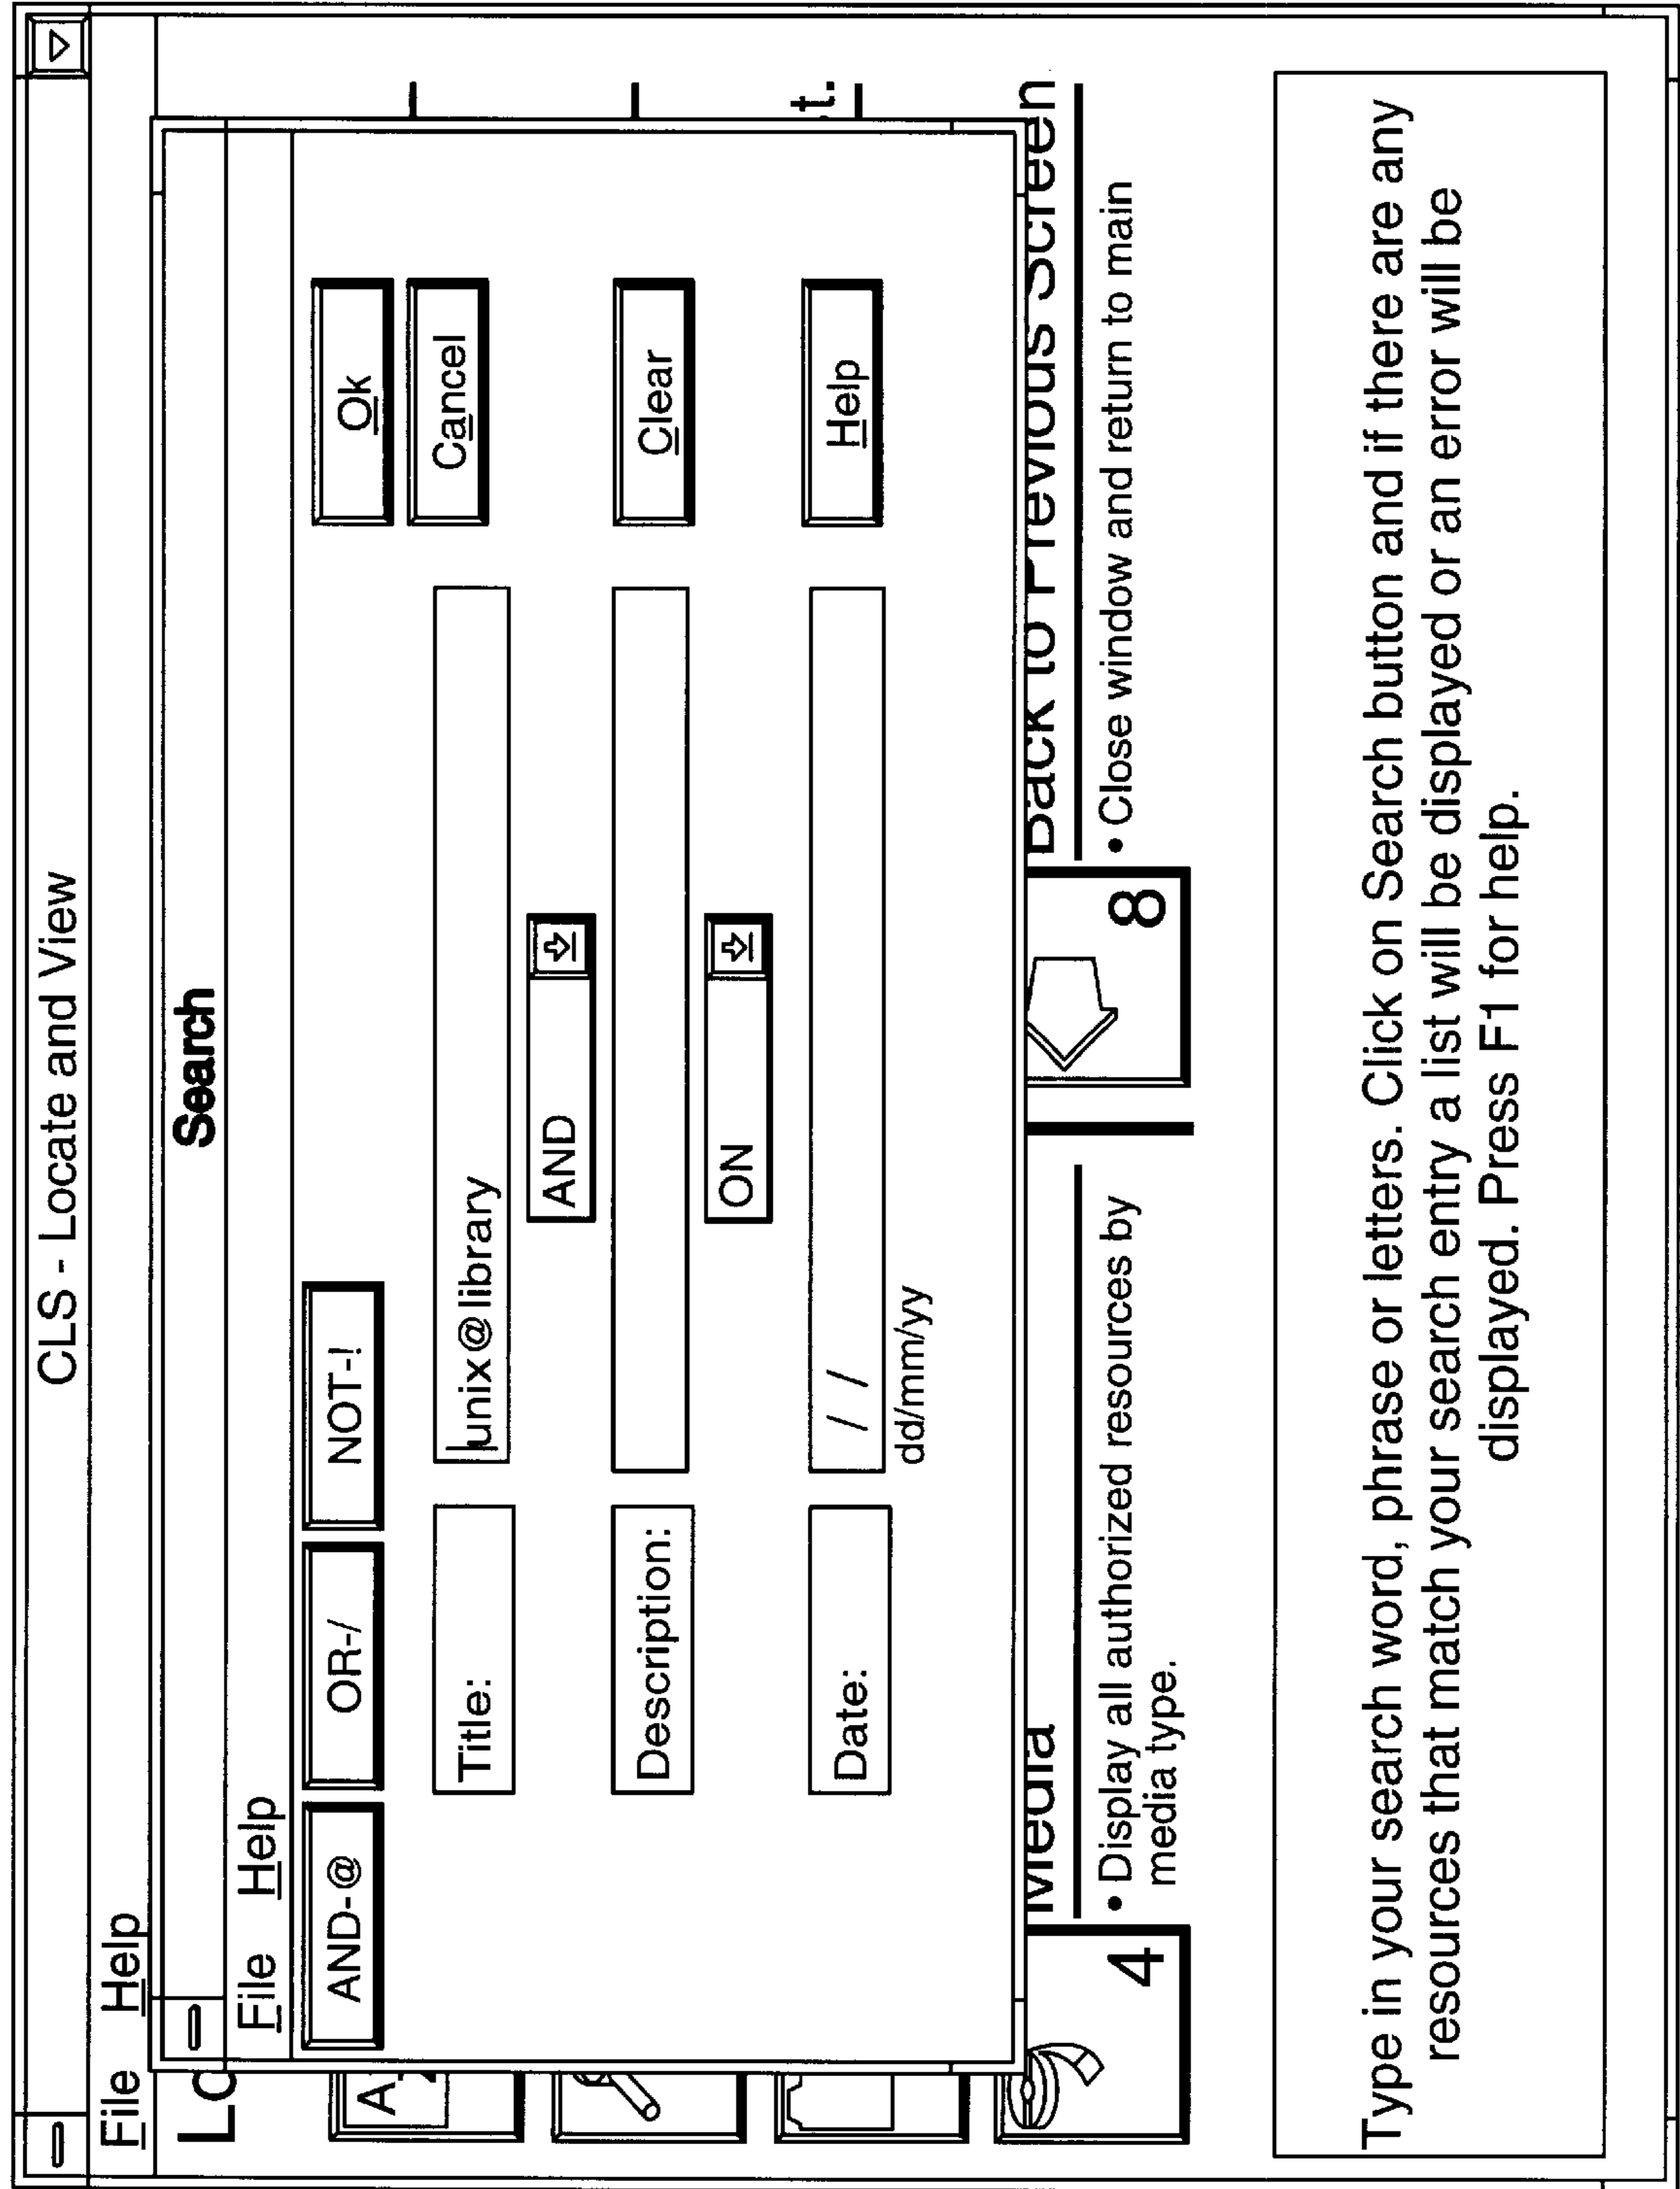 CLS - Locate and View
File Help
Search
File Help
AND-@ OR-/ NOT-!
Ok
Cancel
Title: unix@library
AND
Description:
Clear
ON
Date: / /
Help
dd/mm/yy
t.
Media
Back to Previous Screen
• Display all authorized resources by
media type.
• Close window and return to main
4
8
Type in your search word, phrase or letters. Click on Search button and if there are any
resources that match your search entry a list will be displayed or an error will be
displayed. Press F1 for help.